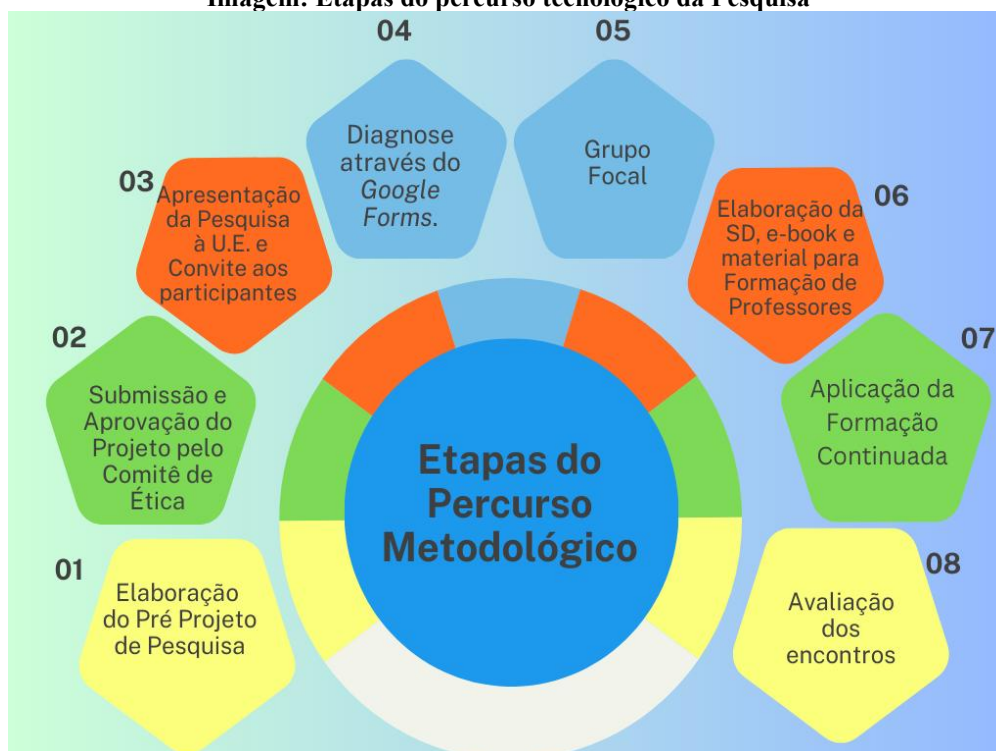 Imagem: Etapas do percurso tecnológico da Pesquisa
01
Elaboração
do Pré Projeto
de Pesquisa
02
Submissão e
Aprovação do
Projeto pelo
Comitê de
Ética
03
Apresentação
da Pesquisa
à U.E. e
Convite aos
participantes
04
Diagnose
através do
Google
Forms.
05
Grupo
Focal
06
Elaboração da
SD, e-book e
material para
Formação de
Professores
07
Aplicação da
Formação
Continuada
08
Avaliação
dos
encontros
Etapas do
Percurso
Metodológico